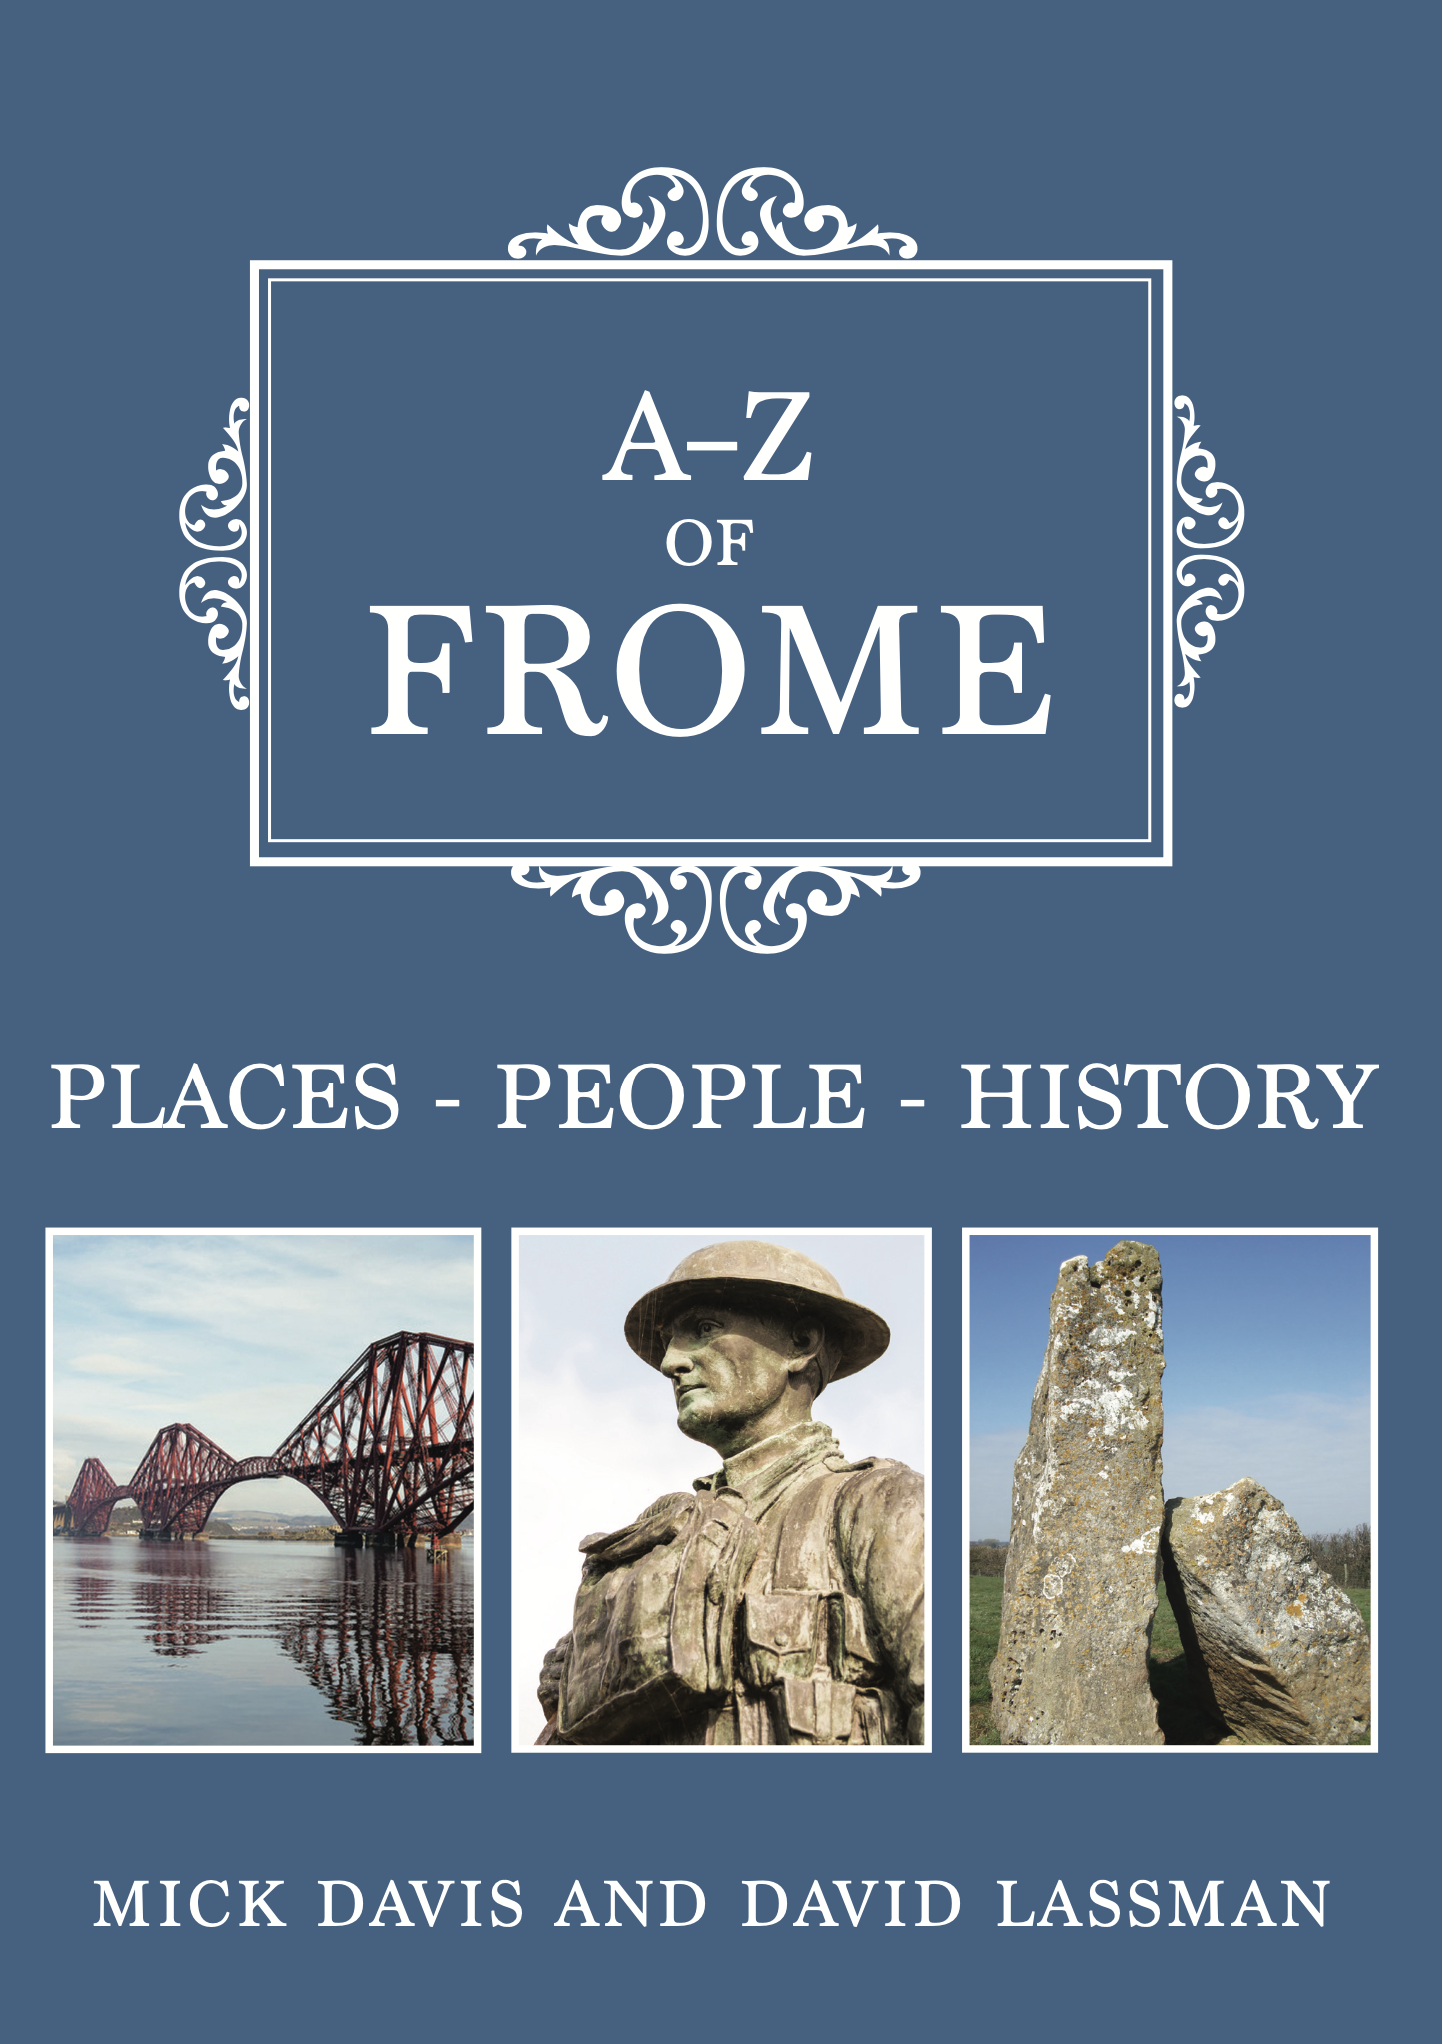 A–Z
OF
FROME
PLACES - PEOPLE - HISTORY
MICK DAVIS AND DAVID LASSMAN